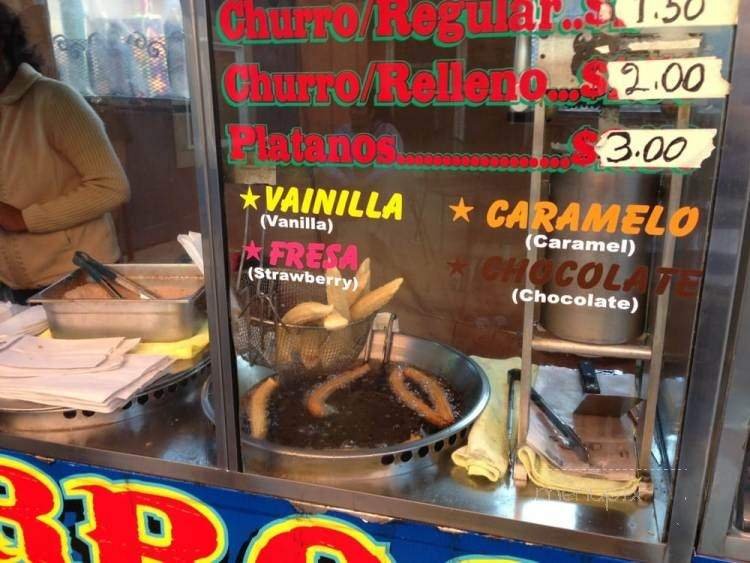 Churro/Regular..$1.50
Churro/Relleno...$2.00
Platanos..................$3.00
★VAINILLA
(Vanilla)
★ FRESA
(Strawberry)
★ CARAMELO
(Caramel)
★ CHOCOLATE
(Chocolate)
menupix